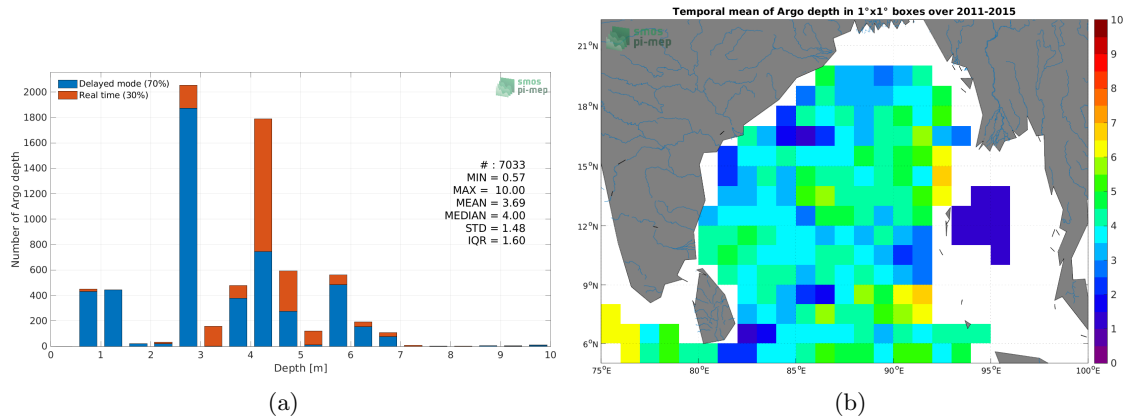 smos
pi-mep
Delayed mode (70%)
Real time (30%)
# : 7033
MIN = 0.57
MAX = 10.00
MEAN = 3.69
MEDIAN = 4.00
STD = 1.48
IQR = 1.60
Number of Argo depth
2000
1800
1600
1400
1200
1000
800
600
400
200
0
0 1 2 3 4 5 6 7 8 9 10
Depth [m]
(a)
Temporal mean of Argo depth in 1°x1° boxes over 2011-2015
smos
pi-mep
21°N
18°N
15°N
12°N
9°N
6°N
75°E 80°E 85°E 90°E 95°E 100°E
10
9
8
7
6
5
4
3
2
1
0
(b)